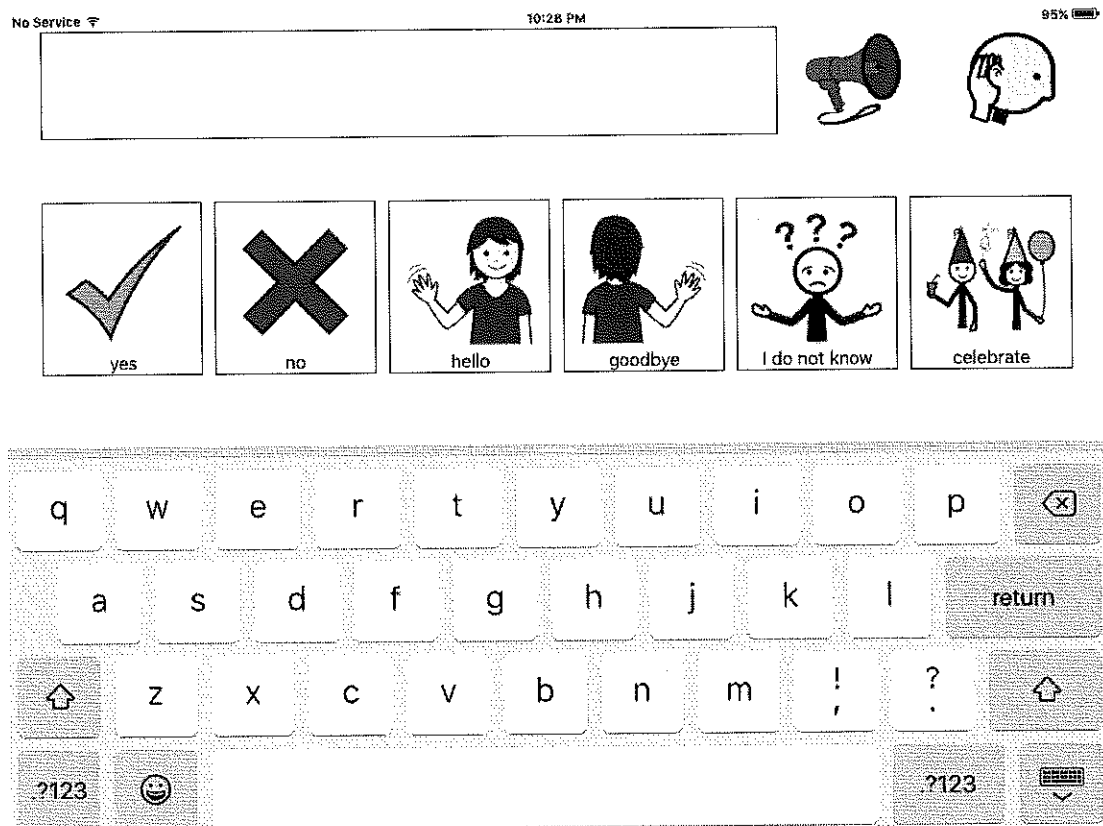 No Service 10:28 PM 95%
? ? ?
yes no hello goodbye I do not know celebrate
q w e r t y u i o p
a s d f g h j k l return
z x c v b n m ! , ? .
.?123 .?123